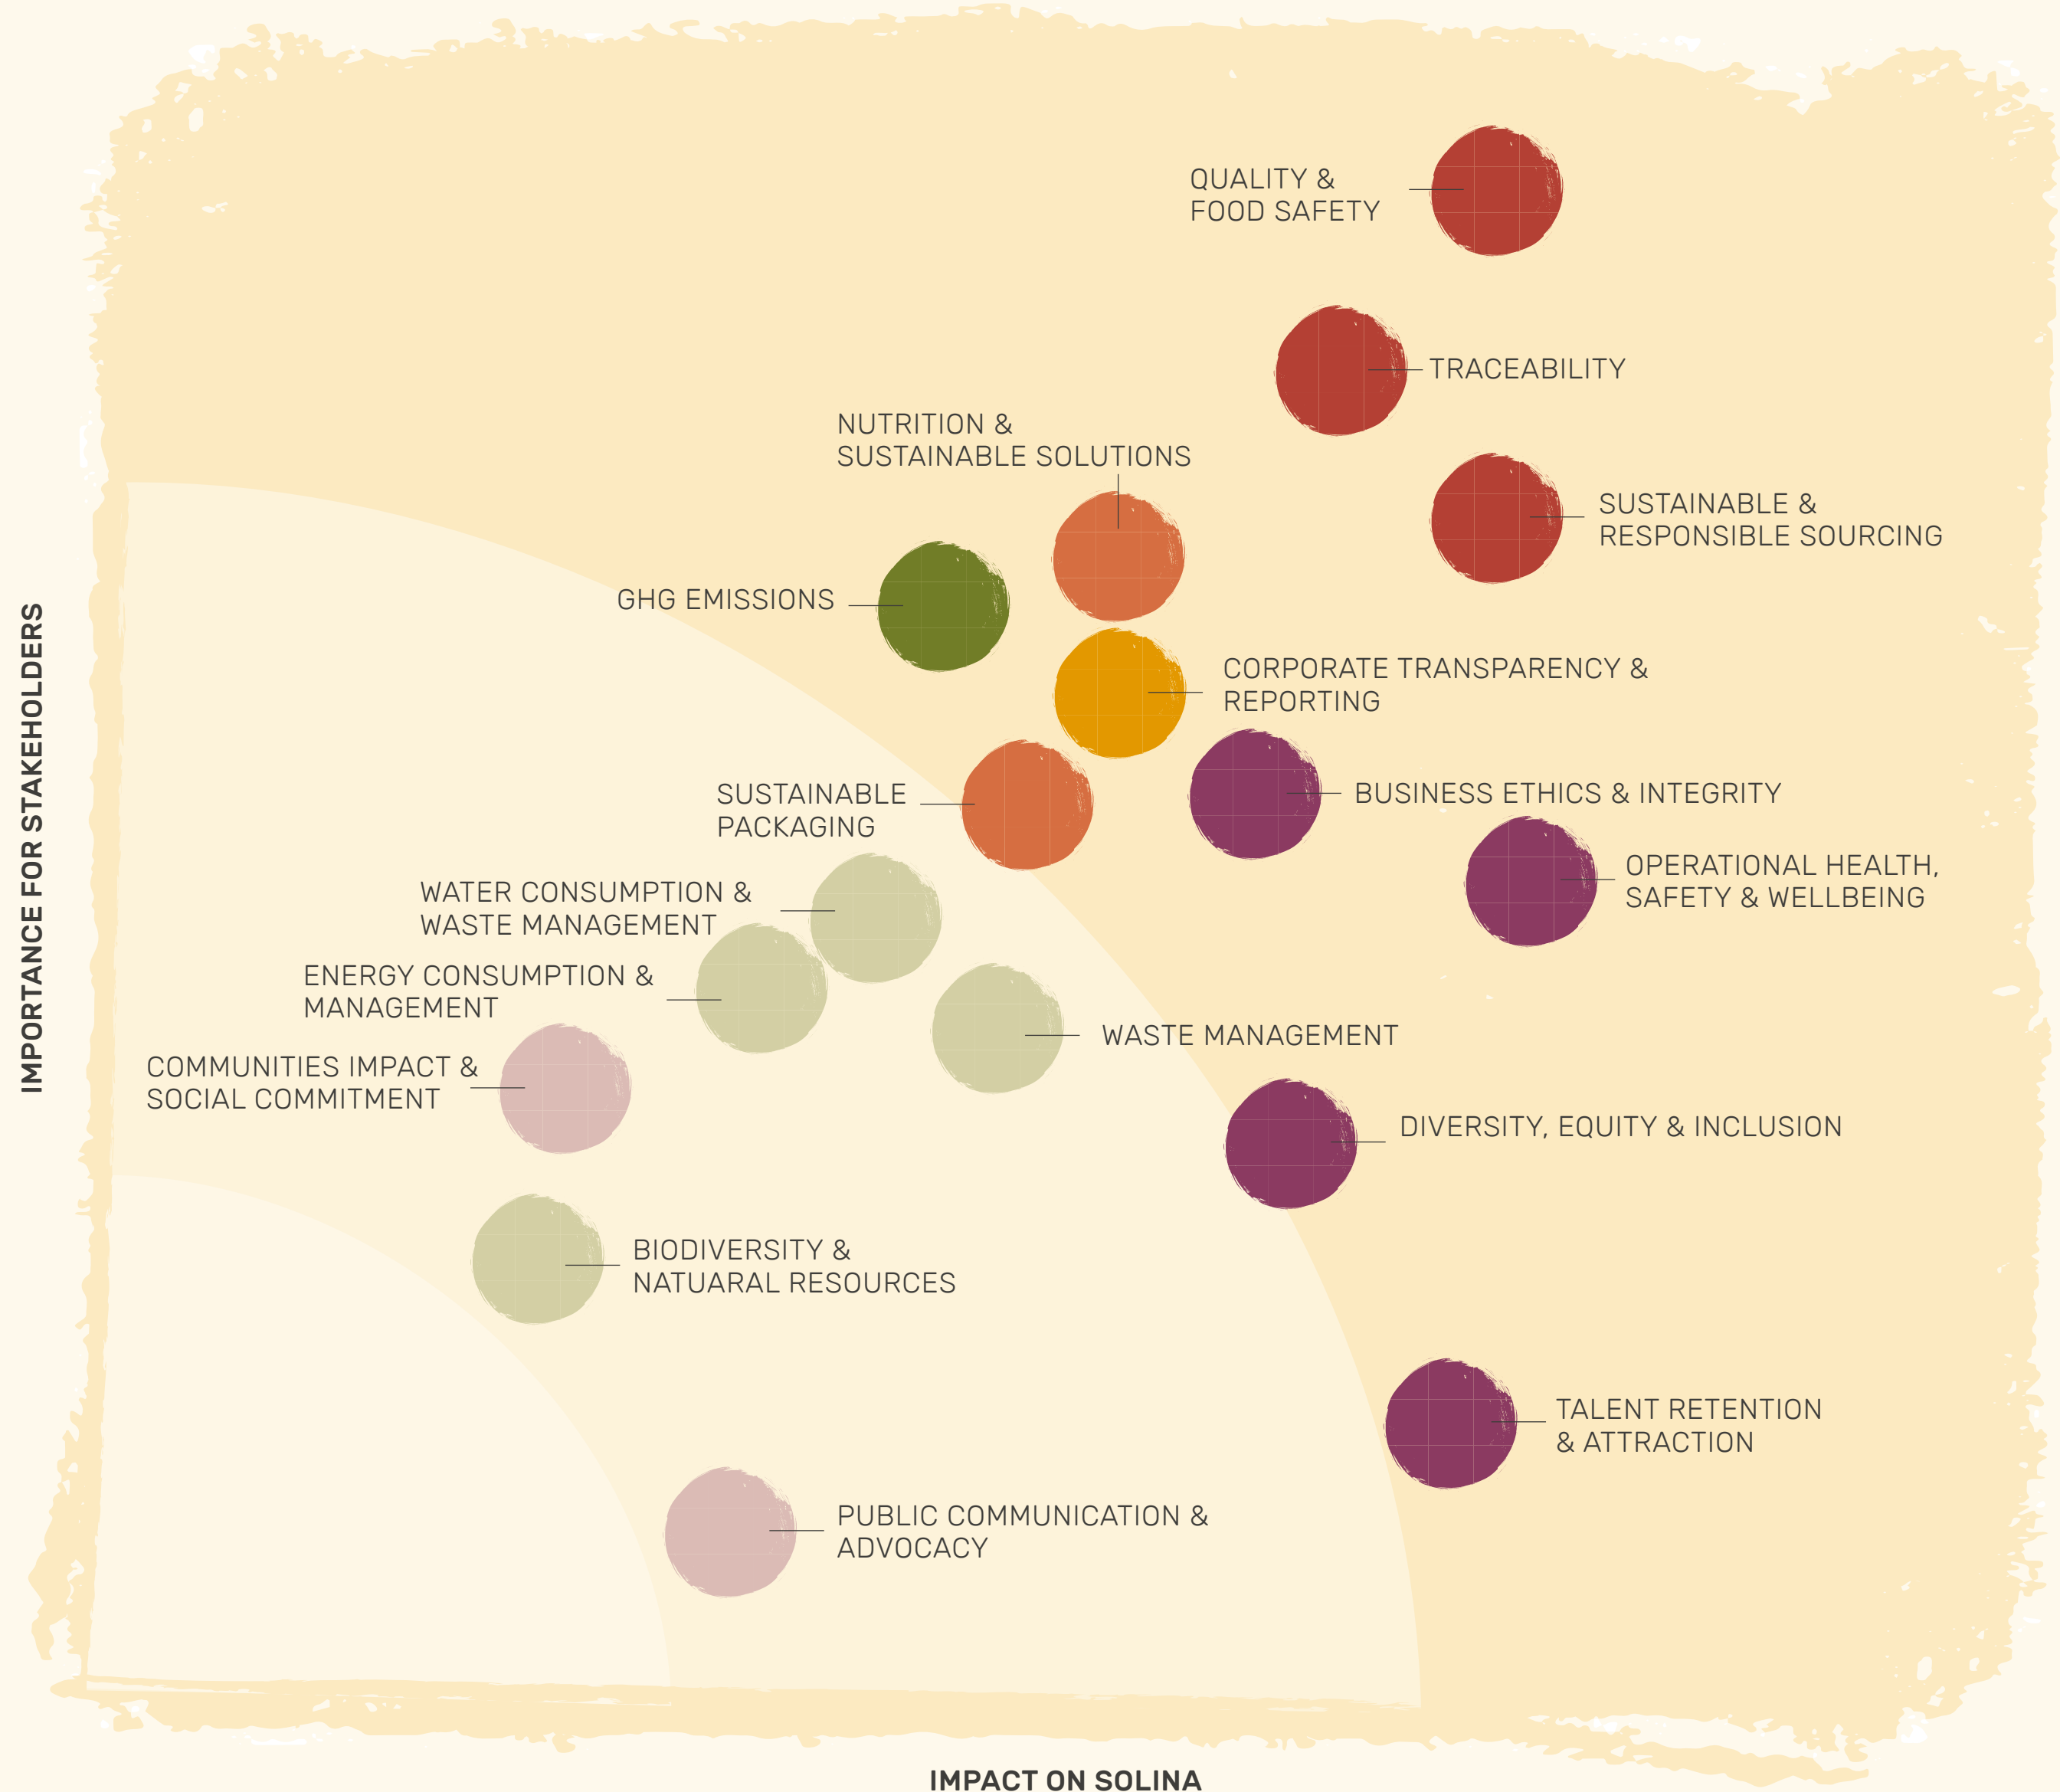 QUALITY &
FOOD SAFETY
TRACEABILITY
NUTRITION &
SUSTAINABLE SOLUTIONS
SUSTAINABLE &
RESPONSIBLE SOURCING
GHG EMISSIONS
CORPORATE TRANSPARENCY &
REPORTING
SUSTAINABLE
PACKAGING
BUSINESS ETHICS & INTEGRITY
OPERATIONAL HEALTH,
SAFETY & WELLBEING
WATER CONSUMPTION &
WASTE MANAGEMENT
ENERGY CONSUMPTION &
MANAGEMENT
WASTE MANAGEMENT
COMMUNITIES IMPACT &
SOCIAL COMMITMENT
DIVERSITY, EQUITY & INCLUSION
BIODIVERSITY &
NATUARAL RESOURCES
TALENT RETENTION
& ATTRACTION
PUBLIC COMMUNICATION &
ADVOCACY
IMPORTANCE FOR STAKEHOLDERS
IMPACT ON SOLINA